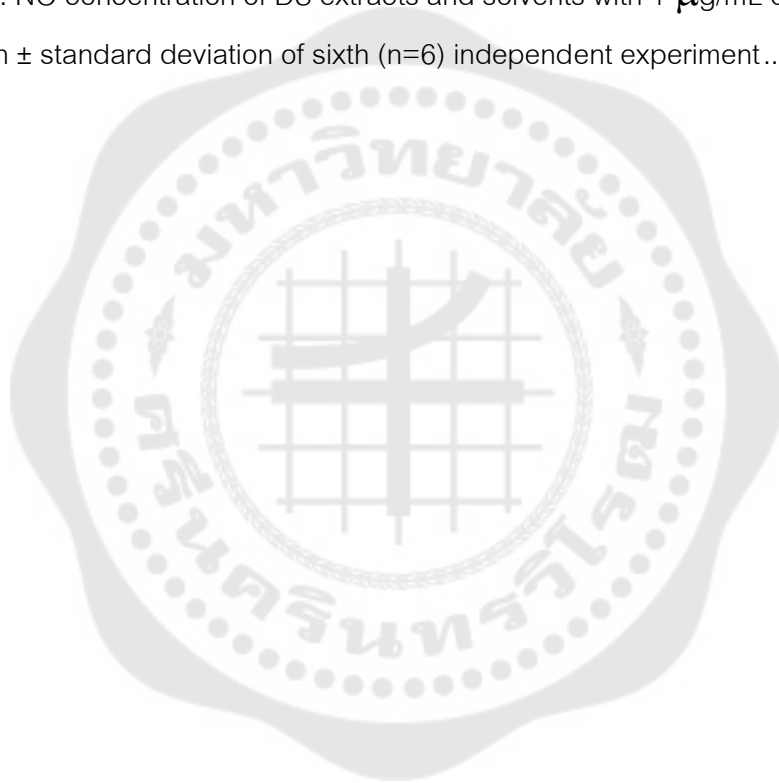 . NO concentration of DS extracts and solvents with 1 μg/mL
n ± standard deviation of sixth (n=6) independent experiment..
มหาวิทยาลัย
ศรีนครินทรวิโรฒ